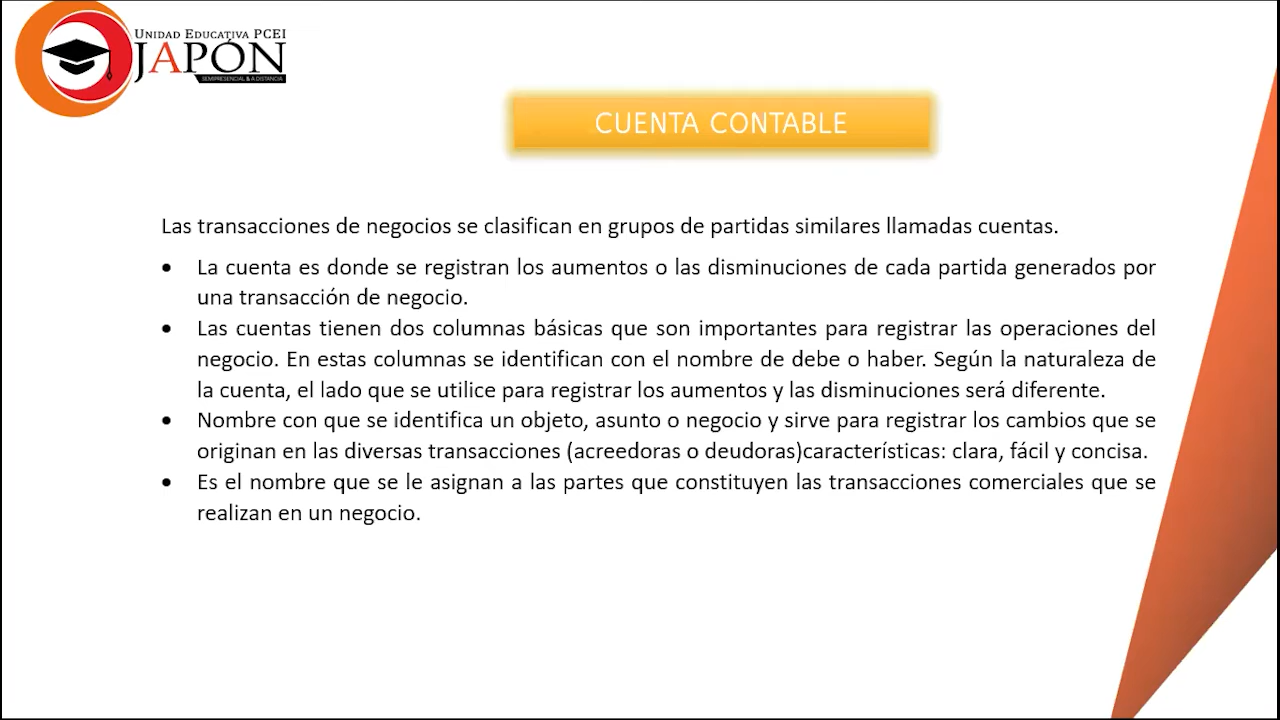 UNIDAD EDUCATIVA PCEI
JAPÓN
SEMIPRESENCIAL & A DISTANCIA
CUENTA CONTABLE
Las transacciones de negocios se clasifican en grupos de partidas similares llamadas cuentas.
• La cuenta es donde se registran los aumentos o las disminuciones de cada partida generados por
una transacción de negocio.
• Las cuentas tienen dos columnas básicas que son importantes para registrar las operaciones del
negocio. En estas columnas se identifican con el nombre de debe o haber. Según la naturaleza de
la cuenta, el lado que se utilice para registrar los aumentos y las disminuciones será diferente.
• Nombre con que se identifica un objeto, asunto o negocio y sirve para registrar los cambios que se
originan en las diversas transacciones (acreedoras o deudoras)características: clara, fácil y concisa.
• Es el nombre que se le asignan a las partes que constituyen las transacciones comerciales que se
realizan en un negocio.